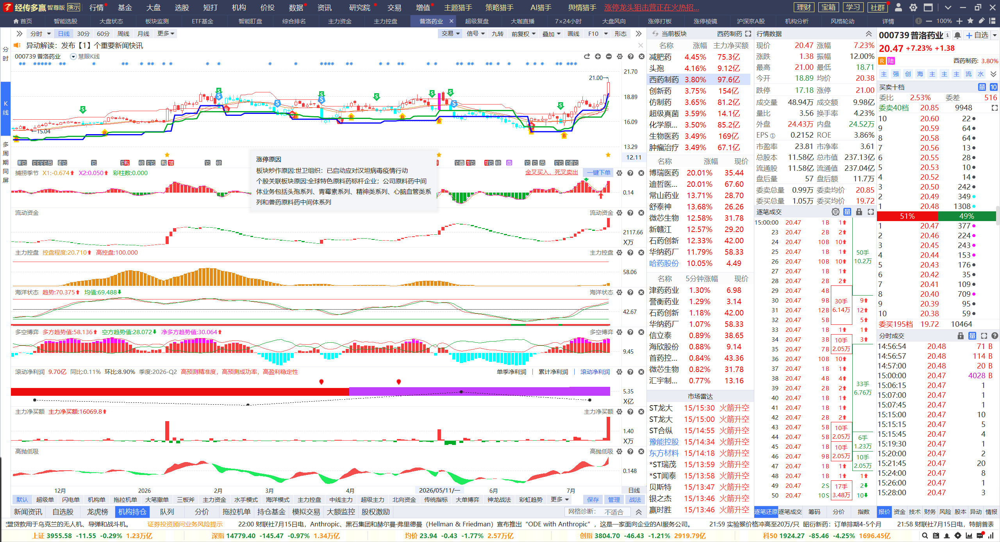 经传多赢 智尊版 演示 行情 基金 大盘 选股 短打 机构 价投 数据 资讯 研究院 交易 增值 主题猎手 策略猎手 AI猎手 舆情猎手 涨停龙头狙击营正在火热招... 理财 宝箱 学习 社群
首页 智能选股 大盘状态 板块监测 ETF基金 智能盯盘 综合排名 主力资金 主力控盘 普洛药业 超级复盘 大咖直播 7×24小时 大盘风向 涨停打板 涨停棱镜 沪深京A股 机构分析 风格轮动 详情 100%
分时 K线 多周期同屏
分时 日线 30分 60分 周线 月线 更多 交易 信号 九转 前复权 叠加 画线 F10 形态
异动解读：发布【1】个重要新闻快讯
000739 普洛药业 慧眼K线
21.70
21.00→
18.89
16.09
←15.04
13.29
12.11
涨停原因
板块炒作原因:世卫组织：已启动应对汉坦病毒疫情行动
个股关联板块原因:全球特色原料药标杆企业；公司原料药中间
体业务包括头孢系列、青霉素系列、精神类系列、心脑血管类系
列和兽药原料药中间体系列
捕捞季节 X1:-0.674 X2:0.050 彩柱数:0.000 金叉买入，死叉卖出 一键下单
0.14
流动资金 流动资金
2117.66
X万
主力控盘 控盘程度:20.710 高控盘:100.000 主力控盘
58.06
海洋状态 趋势:70.375 均值:69.488 海洋状态
42.67
多空博弈 多方趋势值:58.136 空方趋势值:28.072 净多方趋势值:30.064 多空博弈
9.45
滚动净利润 9.70亿 同比:0.11% 环比:8.90% 季度:2026-Q2 高预测精准度，高预测成功率，高盈利稳定性 单季净利润 累计净利润 滚动净利润
5.35
X亿
主力净买额 主力净买额:16069.8 主力净买额
1.40
X万
高抛低吸 高抛低吸
0.148
12月 2026 2月 3月 4月 2026/05/11/一 6月 7月 日线
默认 超级单 闪电单 机构单 拖拉机单 大笔撤单 三板斧 主力资金 水手模式 海洋模式 主力控盘 中线主力 超级主力 北向资金 传统指标 大单博弈 神龙战法 彩虹趋势 更多 保存 管理 战法
新闻资讯 自选股 龙虎榜 机构持仓 队列 分价 拖拉机单 持仓基金 模拟交易 大额监控 股权激励 网格诊断： 不适合
当前板块 西药制药
名称 涨幅 主力净买额
减肥药 4.45% 75.3亿
头孢 4.16% 9.12亿
西药制药 3.80% 97.6亿
创新药 3.75% 154亿
仿制药 3.65% 81.2亿
超级真菌 3.59% 14.1亿
化学原... 3.50% 85.2亿
生物医药 3.49% 169亿
肿瘤治疗 3.49% 67.1亿
名称 涨幅 现价
博瑞医药 20.01% 35.44
迪哲医... 20.01% 67.60
常山药业 13.71% 28.70
舒泰神 13.68% 26.26
微芯生物 12.58% 31.78
新赣江 12.57% 29.20
石药创新 12.33% 42.00
华纳药厂 11.79% 58.33
哈药股份 10.05% 4.49
名称 5分钟涨幅 现价
津药药业 1.30% 6.98
誉衡药业 1.29% 3.14
石药创新 1.18% 42.00
华纳药厂 1.07% 58.33
信立泰 0.89% 38.65
海欣股份 0.88% 9.14
首药控... 0.84% 43.36
微芯生物 0.82% 31.78
汇宇制... 0.77% 13.16
市场雷达
ST龙大 15/15:30 火箭升空
ST龙大 15/15:00 火箭升空
ST合纵 15/14:55 火箭升空
豫能控股 15/14:34 火箭升空
东方材料 15/14:18 火箭升空
*ST瑞茂 15/13:59 火箭升空
*ST闻泰 15/13:58 火箭升空
贝斯特 15/13:47 火箭升空
银之杰 15/13:46 火箭升空
赢时胜 15/13:46 火箭升空
行情数据
现价 20.47 涨幅 7.23%
涨跌 1.38 振幅 12.00%
最高 21.00 最低 18.71
今开 18.89 均价 20.38
跌停 17.18 涨停 21.00
成交量 48.94万 成交额 9.98亿
量比 3.56 换手率 4.23%
外盘 24.43万 内盘 24.52万
EPS① 0.2152 ROE 3.86%
市盈率 23.81 市净率 3.61
总股本 11.58亿 总市值 237.13亿
流通股 11.58亿 流通值 237.04亿
盘后量 57 盘后额 11.7万
委卖总量 0.99万 委卖均价 20.85
委买总量 1.05万 委买均价 19.72
逐笔成交 量
15:00:00 20.47 1 B 1
23 20.47 2 B 2
24 20.47 10 B 10
25 20.47 1 B 1 50手
26 20.47 10 B 10 10.2万
27 20.47 1 B 1
28 20.47 2 B 2
29 20.47 4 B
30 20.47 9 B 30手 9
31 20.47 12 B 6.14万 12
32 20.47 5 B 5
33 20.47 1 B 1 1
34 20.47 3 B 10手 3
35 20.47 7 B 2.05万
36 20.47 10 B 10
37 20.47 1 B 1
38 20.47 4 B 4 33手
39 20.47 2 B 2 6.76万
40 20.47 1 B 1
41 20.47 1 B 1
42 20.47 2 B 2
43 20.47 5 B 10手
44 20.47 5 B 2.05万 6手
45 20.47 1 B 10手 1.23万
46 20.47 9 B 2.05万 10手
47 20.47 1 B 1 2.05万
48 20.47 1 B 1 1
49 20.47 2 S 17手 2
50 20.47 10 S 3.48万 10
逐笔还原 逐笔成交 筹码 分价 指数
000739 普洛药业 自选
20.47 +7.23% +1.38
R 陆 西药制药: 3.80%
主 强 创 海 主 主 主 流 水
买卖十档 量 10
委比 2.53% 委差 516
委卖40档 20.85 9948
10 20.60 22
9 20.59 64
8 20.58 64
7 20.56 13
6 20.55 28
5 20.53 10
4 20.52 14
3 20.50 242
2 20.49 349
1 20.48 1308
51% 49%
1 20.47 377
2 20.46 224
3 20.45 243
4 20.44 153
5 20.43 176
6 20.42 35
7 20.41 109
8 20.40 709
9 20.39 95
10 20.38 59
委买195档 19.72 10464
分时成交 量
14:56:54 20.48 71 B
14:56:57 20.48 114 B
14:57:00 20.48 20 B
15:00:00 20.47 4028 B
15:06:15 20.47 1
15:07:00 20.47 1
15:07:45 20.47 1
15:15:00 20.47 10
15:15:15 20.47 5
15:15:45 20.47 4
15:19:30 20.47 1
15:20:00 20.47 2
15:21:45 20.47 20
15:24:00 20.47 8
15:26:00 20.47 1
15:28:00 20.47 3
报价 资金 技术 财务 风险 股本 异动 情报
盟贷款用于乌克兰的无人机、导弹和战斗机。 证券投资顾问业务风险提示 22:00 财联社7月15日电，Anthropic、黑石集团和赫尔曼·弗里德曼（Hellman & Friedman）宣布推出“ODE with Anthropic”，这是一家面向企业的AI服务公司。 21:59 实验猴价格冲高至20万/只 昭衍新药：订单排期4-5个月 21:58 财联社7月15日电，特朗普表
上证 3955.58 -11.55 -0.29% 1.23万亿 深指 14779.40 -145.47 -0.97% 1.34万亿 均价 23.94 -0.43 -1.77% 2.57万亿 创指 3804.70 -46.43 -1.21% 2919.79亿 科50 1924.27 -85.46 -4.25% 1696.45亿